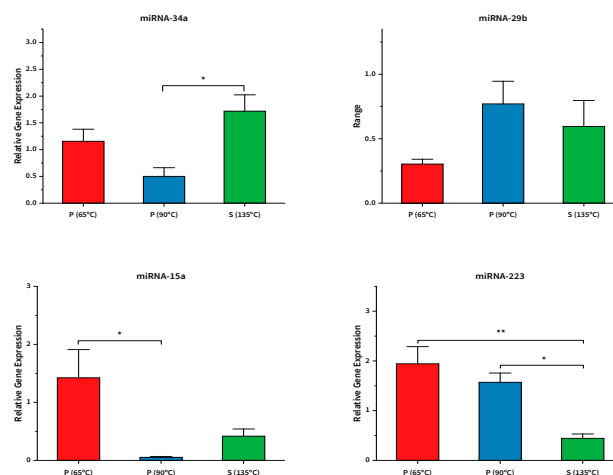 miRNA-34a
Relative Gene Expression
3.0
2.5
2.0
1.5
1.0
0.5
0.0
*
P (65ºC)
P (90ºC)
S (135ºC)
miRNA-29b
Range
1.0
0.5
0.0
P (65ºC)
P (90ºC)
S (135ºC)
miRNA-15a
Relative Gene Expression
3
2
1
0
*
P (65ºC)
P (90ºC)
S (135ºC)
miRNA-223
Relative Gene Expression
3
2
1
0
**
*
P (65ºC)
P (90ºC)
S (135ºC)